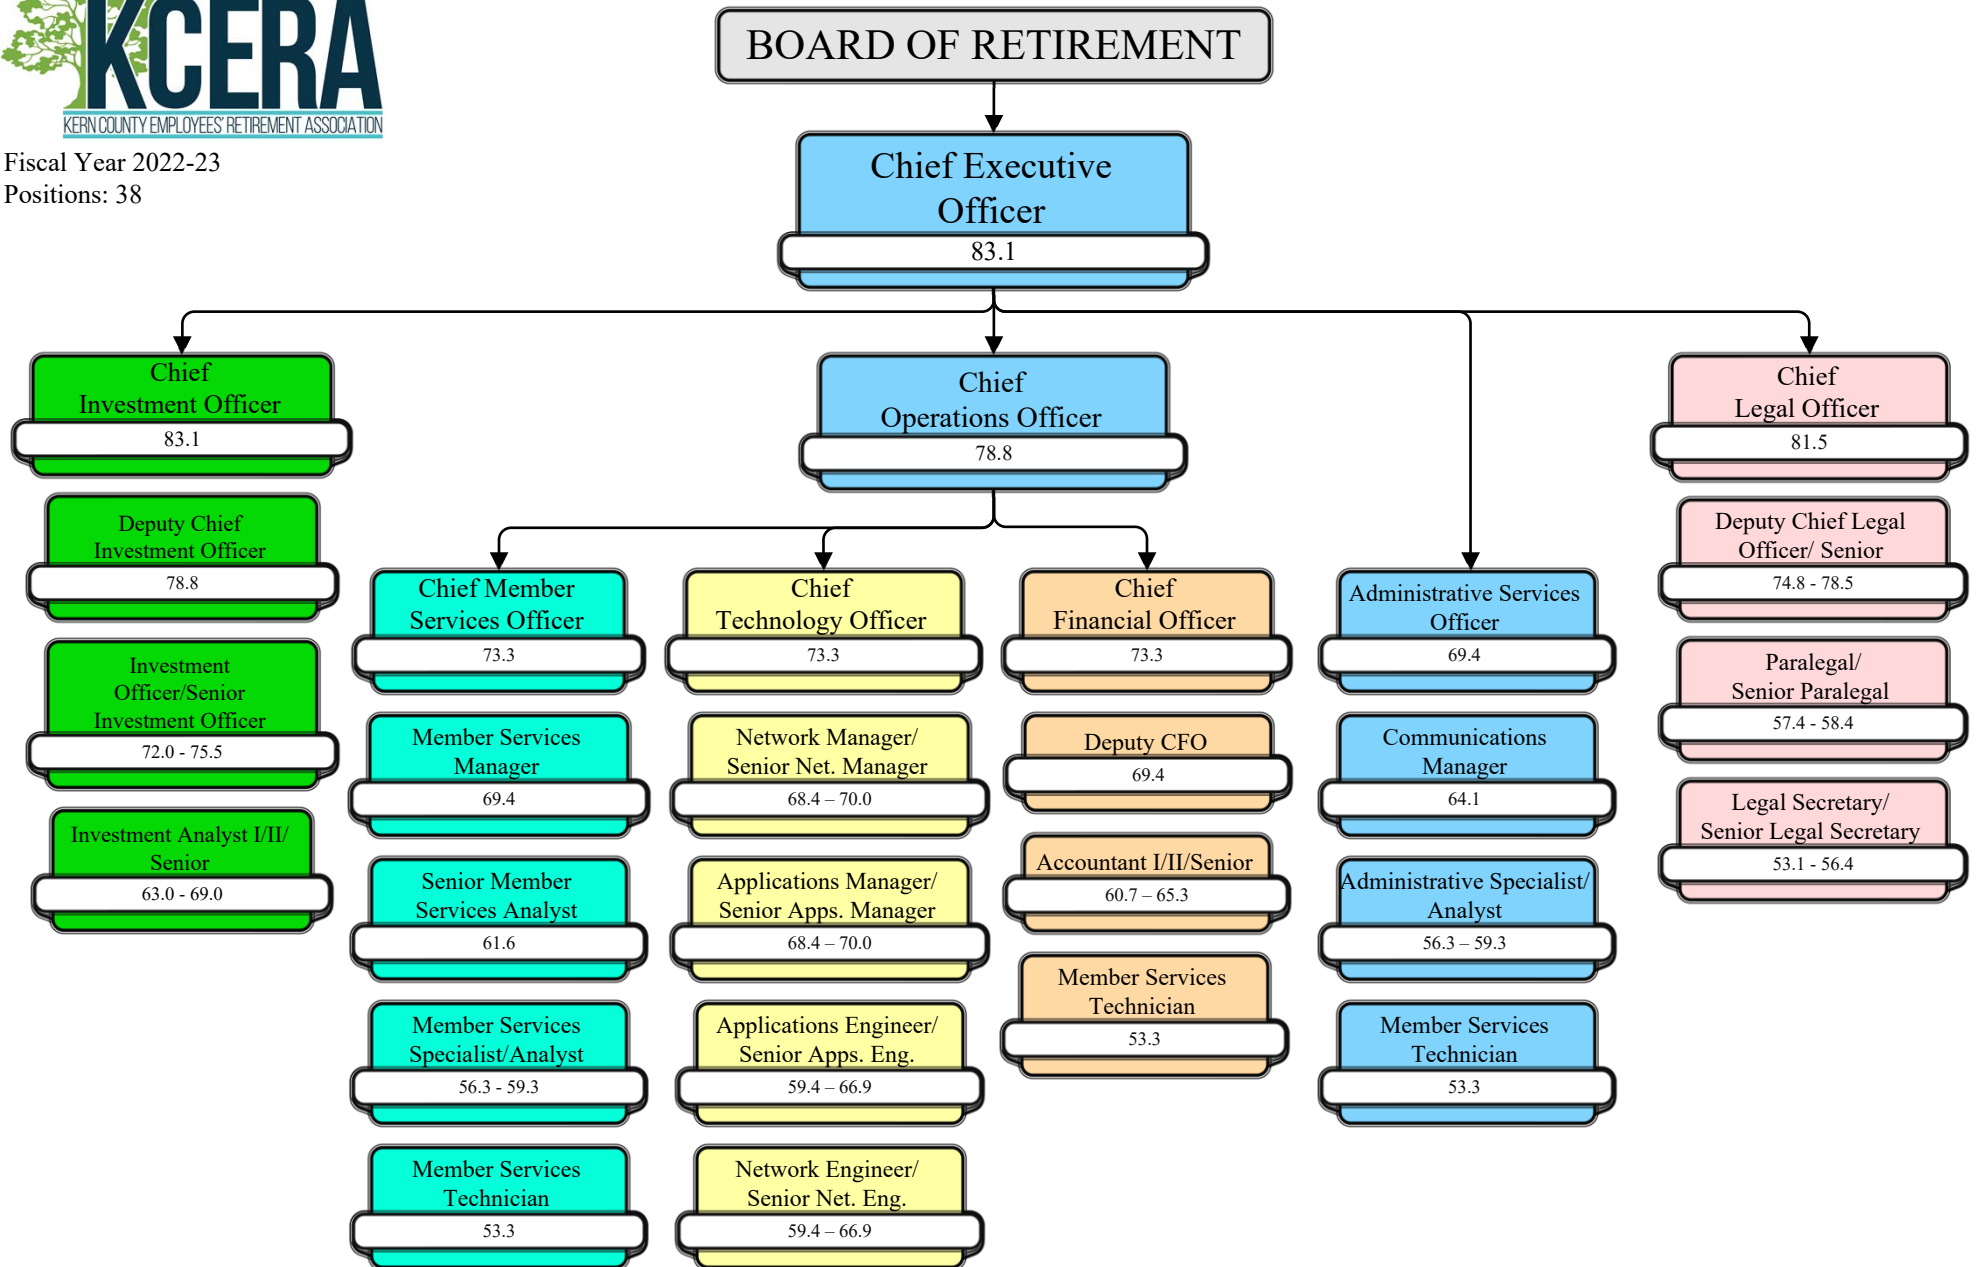 KCERA
KERN COUNTY EMPLOYEES' RETIREMENT ASSOCIATION
Fiscal Year 2022-23
Positions: 38
BOARD OF RETIREMENT
Chief Executive
Officer
83.1
Chief
Investment Officer
83.1
Deputy Chief
Investment Officer
78.8
Investment
Officer/Senior
Investment Officer
72.0 - 75.5
Investment Analyst I/II/
Senior
63.0 - 69.0
Chief
Operations Officer
78.8
Chief Member
Services Officer
73.3
Member Services
Manager
69.4
Senior Member
Services Analyst
61.6
Member Services
Specialist/Analyst
56.3 - 59.3
Member Services
Technician
53.3
Chief
Technology Officer
73.3
Network Manager/
Senior Net. Manager
68.4 – 70.0
Applications Manager/
Senior Apps. Manager
68.4 – 70.0
Applications Engineer/
Senior Apps. Eng.
59.4 – 66.9
Network Engineer/
Senior Net. Eng.
59.4 – 66.9
Chief
Financial Officer
73.3
Deputy CFO
69.4
Accountant I/II/Senior
60.7 – 65.3
Member Services
Technician
53.3
Administrative Services
Officer
69.4
Communications
Manager
64.1
Administrative Specialist/
Analyst
56.3 – 59.3
Member Services
Technician
53.3
Chief
Legal Officer
81.5
Deputy Chief Legal
Officer/ Senior
74.8 - 78.5
Paralegal/
Senior Paralegal
57.4 - 58.4
Legal Secretary/
Senior Legal Secretary
53.1 - 56.4